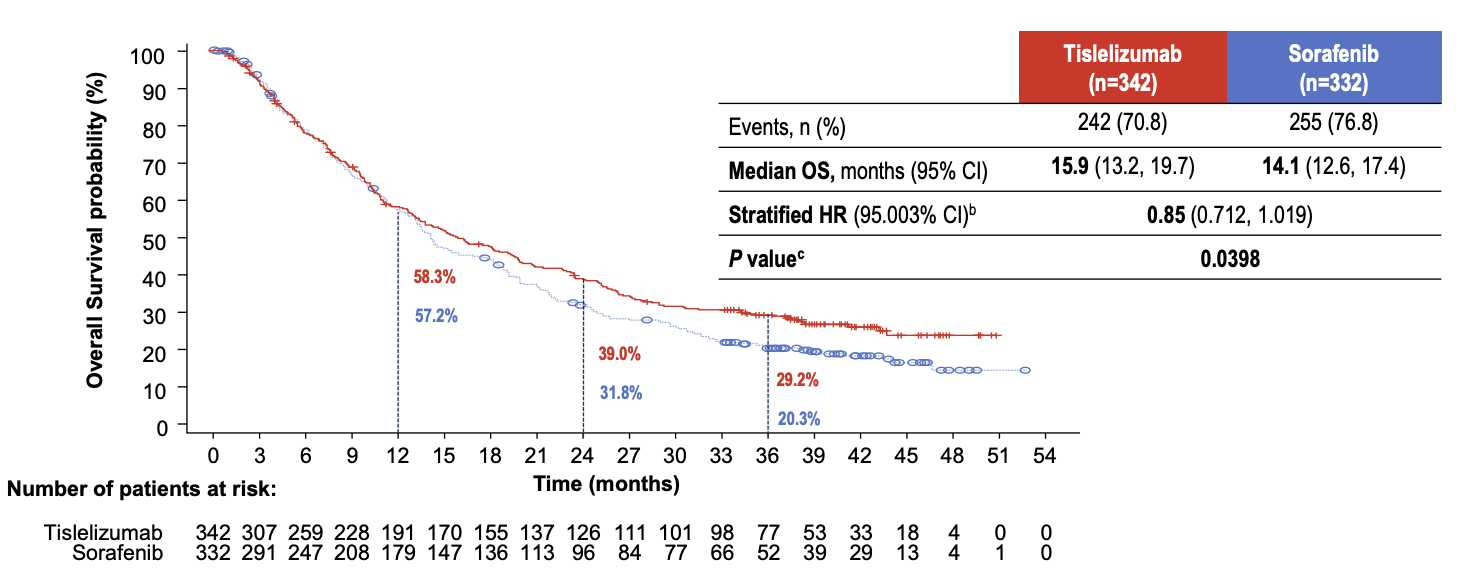 Tislelizumab Sorafenib
(n=342) (n=332)
Events, n (%) 242 (70.8) 255 (76.8)
Median OS, months (95% CI) 15.9 (13.2, 19.7) 14.1 (12.6, 17.4)
Stratified HR (95.003% CI)b 0.85 (0.712, 1.019)
P valuec 0.0398
Overall Survival probability (%)
100
90
80
70
60
50
40
30
20
10
0
58.3%
57.2%
39.0%
31.8%
29.2%
20.3%
0 3 6 9 12 15 18 21 24 27 30 33 36 39 42 45 48 51 54
Time (months)
Number of patients at risk:
Tislelizumab 342 307 259 228 191 170 155 137 126 111 101 98 77 53 33 18 4 0 0
Sorafenib 332 291 247 208 179 147 136 113 96 84 77 66 52 39 29 13 4 1 0